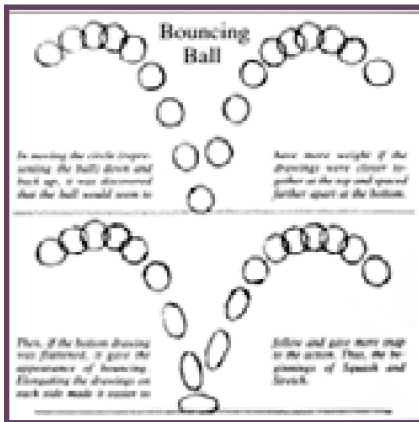 Bouncing
Ball
In moving the circle (repre-
senting the ball) down and
back up, it was discovered
that the ball would seem to
have more weight if the
drawings were closer to-
gether at the top and spaced
farther apart at the bottom.
Then, if the bottom drawing
was flattened, it gave the
appearance of bouncing.
Elongating the drawings on
each side made it easier to
follow and gave more snap
to the action. Thus, the be-
ginnings of Squash and
Stretch.